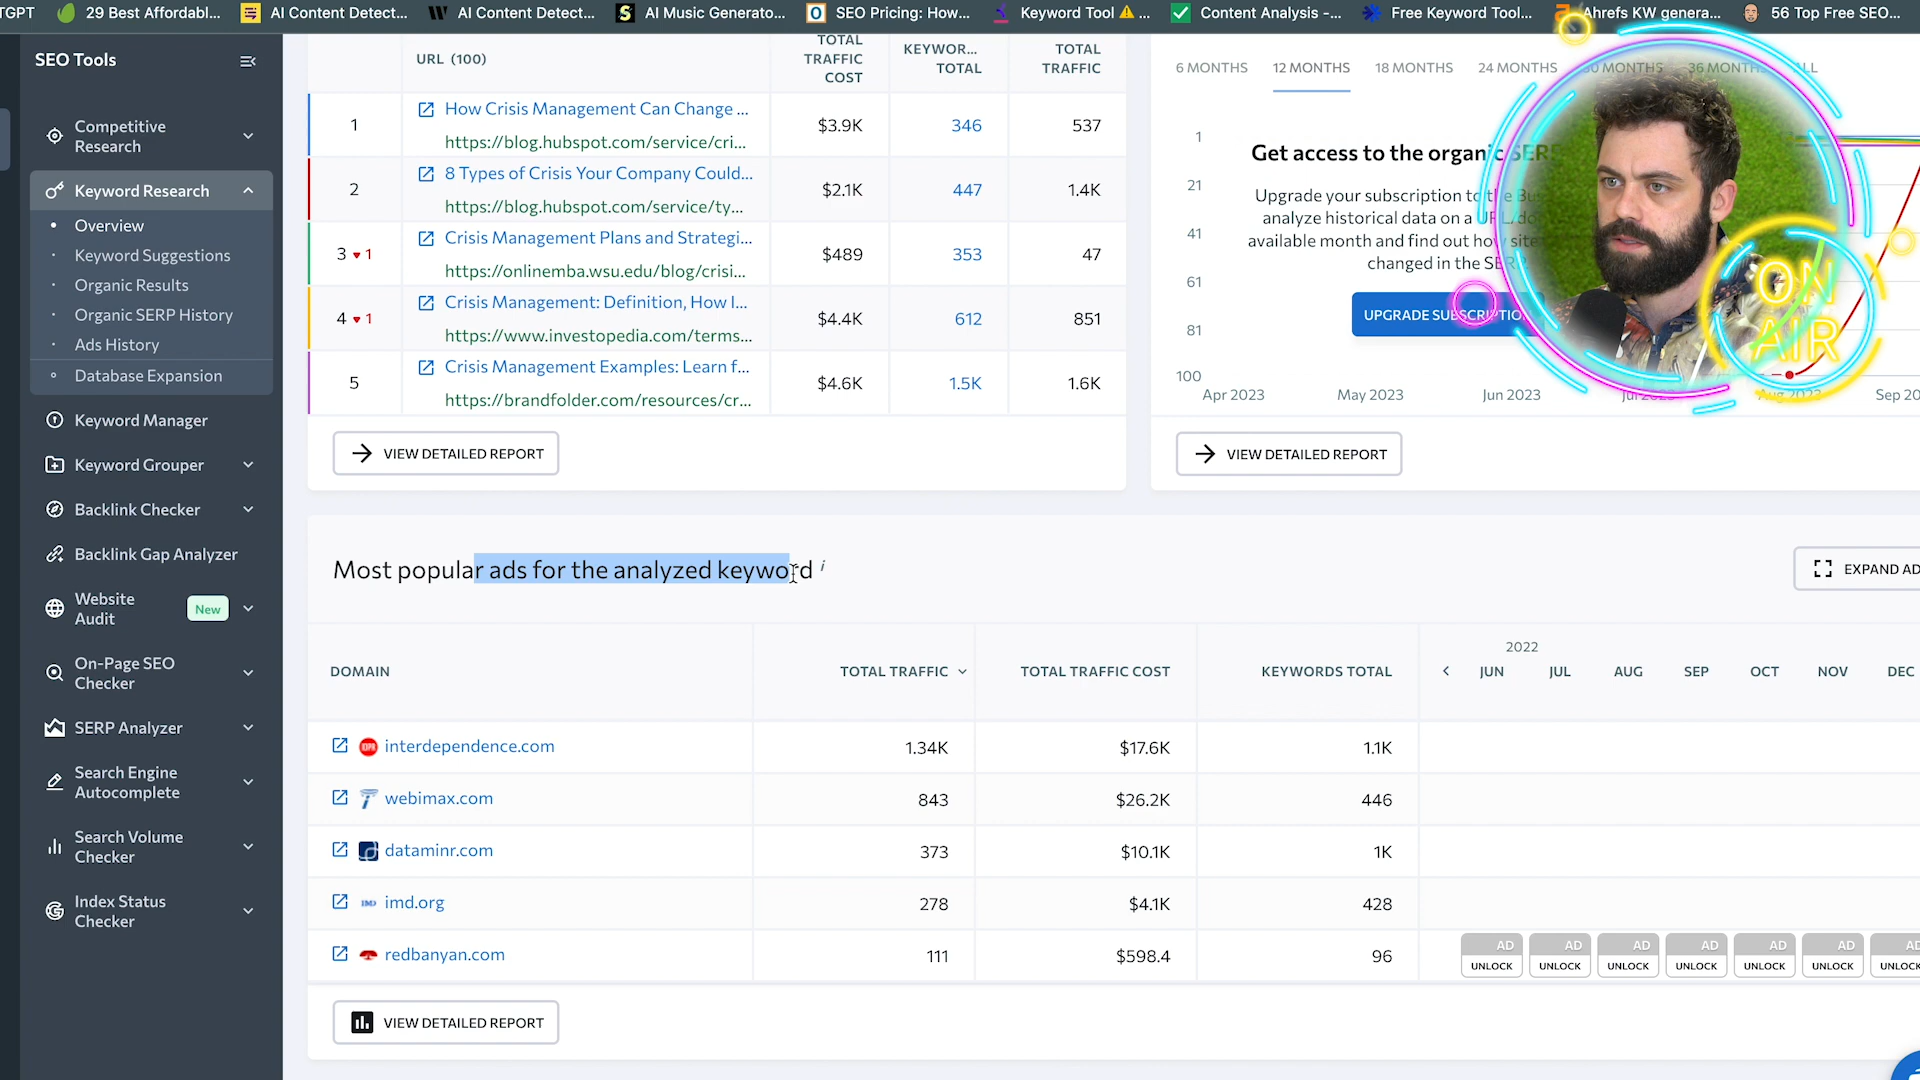 TGPT
29 Best Affordabl...
AI Content Detect...
AI Content Detect...
AI Music Generato...
SEO Pricing: How...
Keyword Tool ⚠ ...
Content Analysis -...
Free Keyword Tool...
Ahrefs KW genera...
56 Top Free SEO...
SEO Tools
Competitive
Research
Keyword Research
Overview
Keyword Suggestions
Organic Results
Organic SERP History
Ads History
Database Expansion
Keyword Manager
Keyword Grouper
Backlink Checker
Backlink Gap Analyzer
Website
Audit
New
On-Page SEO
Checker
SERP Analyzer
Search Engine
Autocomplete
Search Volume
Checker
Index Status
Checker
URL (100)
TOTAL
TRAFFIC
COST
KEYWOR...
TOTAL
TOTAL
TRAFFIC
1 How Crisis Management Can Change ... $3.9K 346 537
https://blog.hubspot.com/service/cri...
2 8 Types of Crisis Your Company Could... $2.1K 447 1.4K
https://blog.hubspot.com/service/ty...
3 ▼ 1 Crisis Management Plans and Strategi... $489 353 47
https://onlinemba.wsu.edu/blog/crisi...
4 ▼ 1 Crisis Management: Definition, How I... $4.4K 612 851
https://www.investopedia.com/terms...
5 Crisis Management Examples: Learn f... $4.6K 1.5K 1.6K
https://brandfolder.com/resources/cr...
VIEW DETAILED REPORT
6 MONTHS 12 MONTHS 18 MONTHS 24 MONTHS 30 MONTHS 36 MONTHS ALL
1
21
41
61
81
100
Get access to the organic SERP
Upgrade your subscription to the Bus
analyze historical data on a URL/do
available month and find out how site
changed in the SERP
UPGRADE SUBSCRIPTION
Apr 2023 May 2023 Jun 2023 Jul 2023 Aug 2023 Sep 20
ON
AIR
VIEW DETAILED REPORT
Most popular ads for the analyzed keyword i
EXPAND AD
DOMAIN TOTAL TRAFFIC TOTAL TRAFFIC COST KEYWORDS TOTAL
2022
JUN JUL AUG SEP OCT NOV DEC
interdependence.com 1.34K $17.6K 1.1K
webimax.com 843 $26.2K 446
dataminr.com 373 $10.1K 1K
IMD imd.org 278 $4.1K 428
redbanyan.com 111 $598.4 96
AD AD AD AD AD AD AD
UNLOCK UNLOCK UNLOCK UNLOCK UNLOCK UNLOCK UNLOCK
VIEW DETAILED REPORT